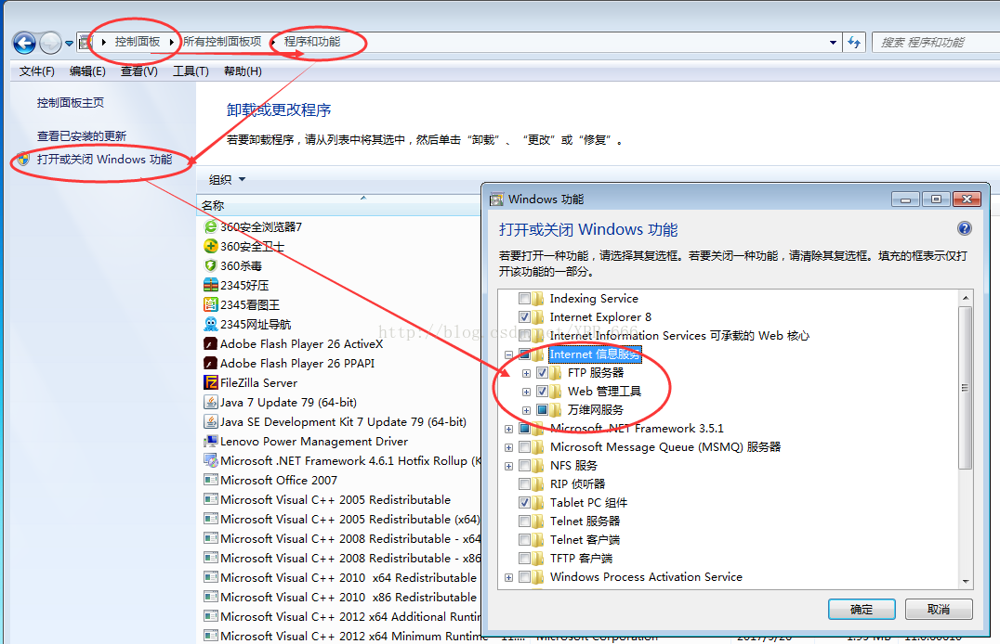 控制面板 所有控制面板项 程序和功能 搜索 程序和功能
文件(F) 编辑(E) 查看(V) 工具(T) 帮助(H)
控制面板主页
查看已安装的更新
打开或关闭 Windows 功能
卸载或更改程序
若要卸载程序，请从列表中将其选中，然后单击“卸载”、“更改”或“修复”。
组织
名称
360安全浏览器7
360安全卫士
360杀毒
2345好压
2345看图王
2345网址导航
Adobe Flash Player 26 ActiveX
Adobe Flash Player 26 PPAPI
FileZilla Server
Java 7 Update 79 (64-bit)
Java SE Development Kit 7 Update 79 (64-bit)
Lenovo Power Management Driver
Microsoft .NET Framework 4.6.1 Hotfix Rollup (K
Microsoft Office 2007
Microsoft Visual C++ 2005 Redistributable
Microsoft Visual C++ 2005 Redistributable (x64)
Microsoft Visual C++ 2008 Redistributable - x64
Microsoft Visual C++ 2008 Redistributable - x86
Microsoft Visual C++ 2010 x64 Redistributable
Microsoft Visual C++ 2010 x86 Redistributable
Microsoft Visual C++ 2012 x64 Additional Runtim
Microsoft Visual C++ 2012 x64 Minimum Runtime
Windows 功能
打开或关闭 Windows 功能
若要打开一种功能，请选择其复选框。若要关闭一种功能，请清除其复选框。填充的框表示仅打
开该功能的一部分。
Indexing Service
Internet Explorer 8
Internet Information Services 可承载的 Web 核心
Internet 信息服务
FTP 服务器
Web 管理工具
万维网服务
Microsoft .NET Framework 3.5.1
Microsoft Message Queue (MSMQ) 服务器
NFS 服务
RIP 侦听器
Tablet PC 组件
Telnet 服务器
Telnet 客户端
TFTP 客户端
Windows Process Activation Service
确定 取消